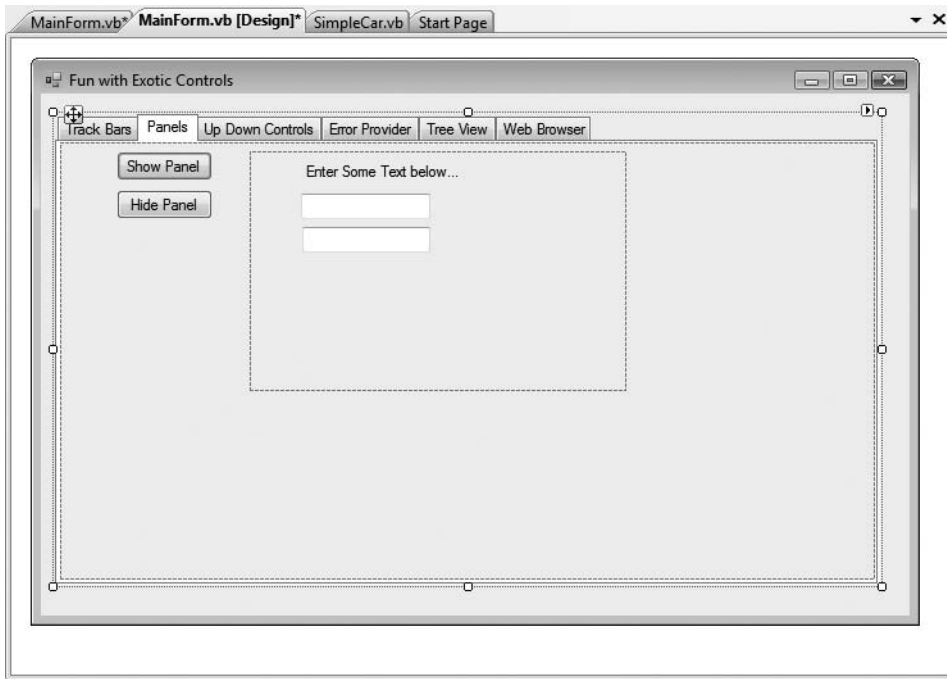 MainForm.vb* MainForm.vb [Design]* SimpleCar.vb Start Page
Fun with Exotic Controls
Track Bars Panels Up Down Controls Error Provider Tree View Web Browser
Show Panel
Enter Some Text below...
Hide Panel